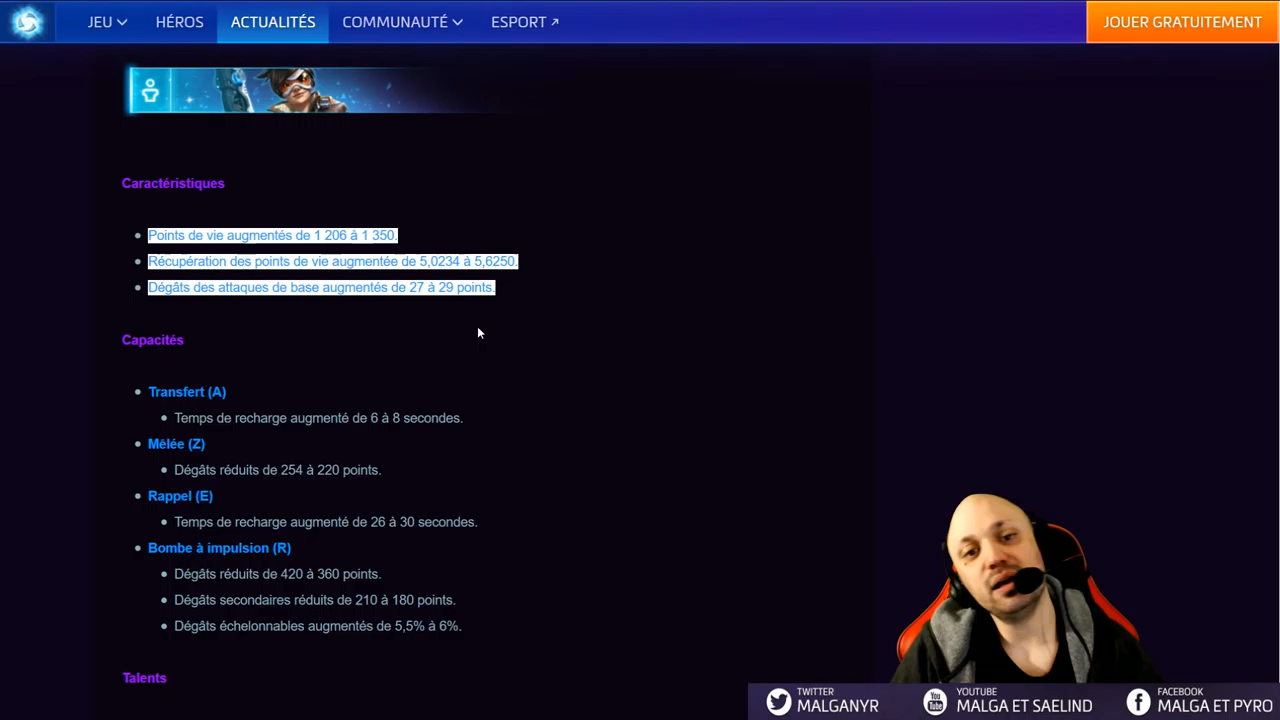 JEU HÉROS ACTUALITÉS COMMUNAUTÉ ESPORT JOUER GRATUITEMENT
Caractéristiques
Points de vie augmentés de 1 206 à 1 350.
Récupération des points de vie augmentée de 5,0234 à 5,6250.
Dégâts des attaques de base augmentés de 27 à 29 points.
Capacités
Transfert (A)
Temps de recharge augmenté de 6 à 8 secondes.
Mêlée (Z)
Dégâts réduits de 254 à 220 points.
Rappel (E)
Temps de recharge augmenté de 26 à 30 secondes.
Bombe à impulsion (R)
Dégâts réduits de 420 à 360 points.
Dégâts secondaires réduits de 210 à 180 points.
Dégâts échelonnables augmentés de 5,5% à 6%.
Talents
TWITTER
MALGANYR
YOUTUBE
MALGA ET SAELIND
FACEBOOK
MALGA ET PYRO